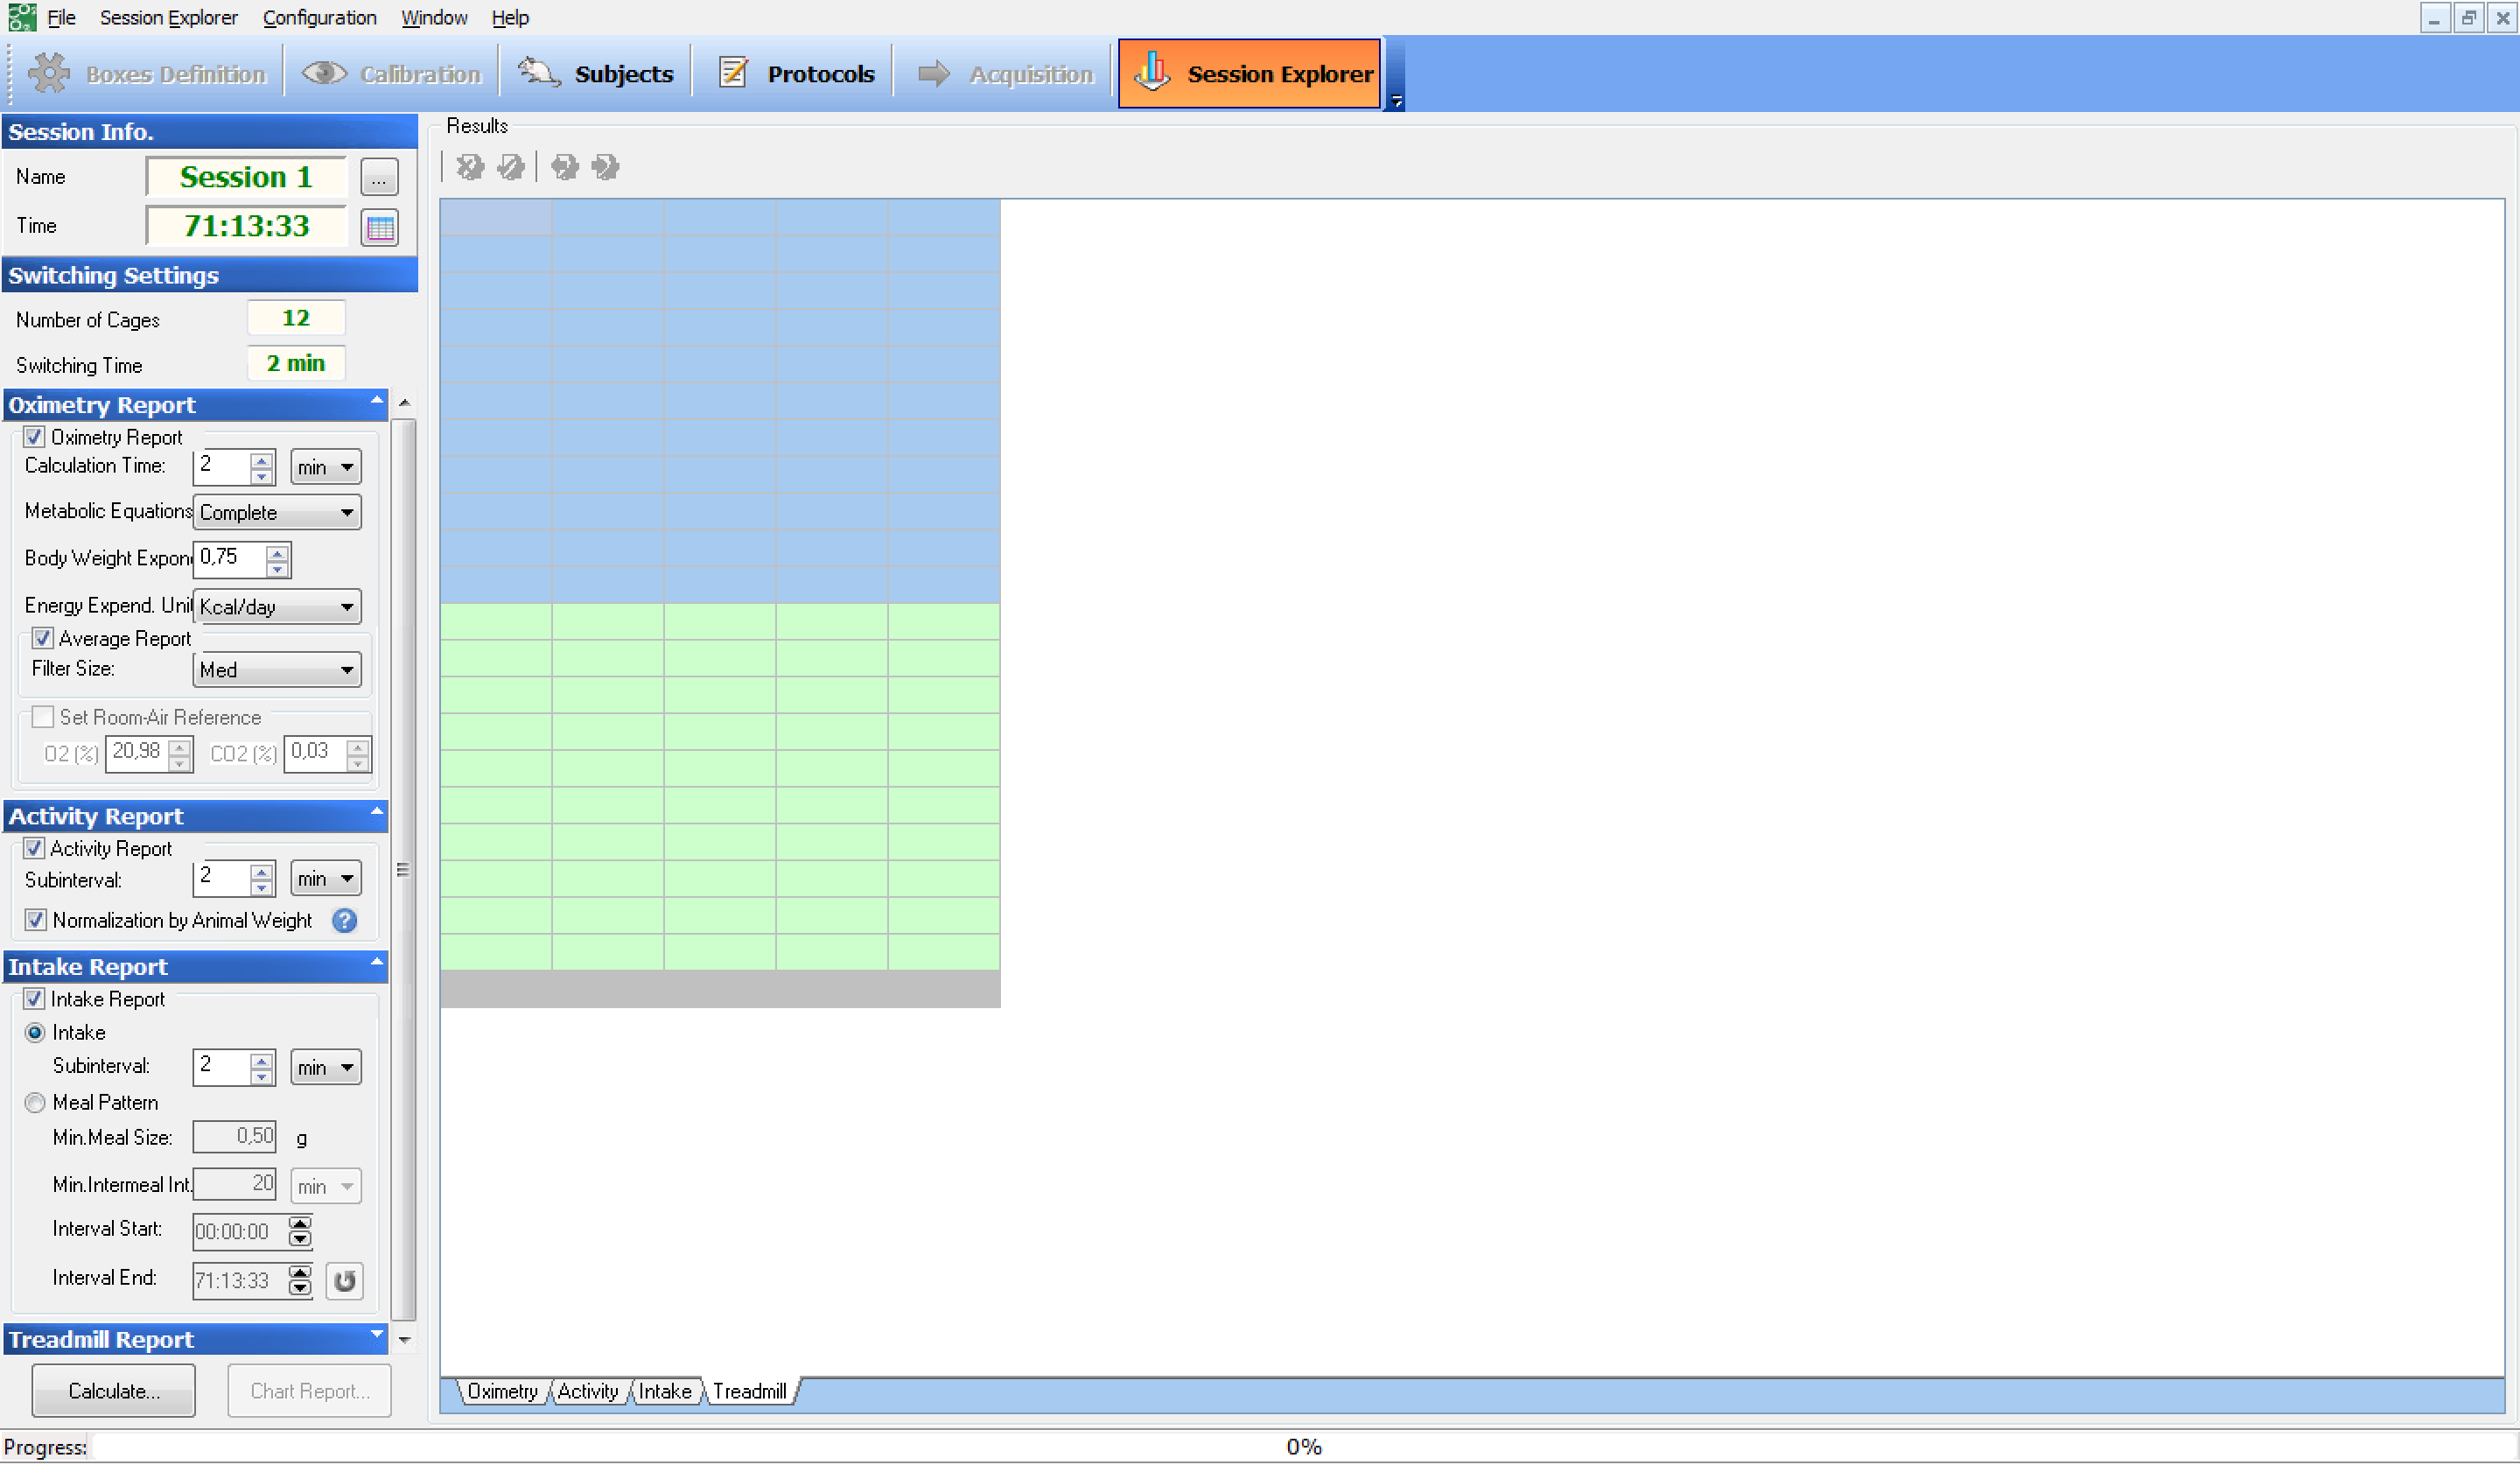 File Session Explorer Configuration Window Help
Boxes Definition Calibration Subjects Protocols Acquisition Session Explorer
Session Info.
Name Session 1 ...
Time 71:13:33
Switching Settings
Number of Cages 12
Switching Time 2 min
Oximetry Report
Oximetry Report
Calculation Time: 2 min
Metabolic Equations Complete
Body Weight Expon 0,75
Energy Expend. Unit Kcal/day
Average Report
Filter Size: Med
Set Room-Air Reference
O2 (%) 20,98 CO2 (%) 0,03
Activity Report
Activity Report
Subinterval: 2 min
Normalization by Animal Weight ?
Intake Report
Intake Report
Intake
Subinterval: 2 min
Meal Pattern
Min.Meal Size: 0,50 g
Min.Intermeal Int. 20 min
Interval Start: 00:00:00
Interval End: 71:13:33
Treadmill Report
Calculate... Chart Report...
Results
Oximetry Activity Intake Treadmill
Progress: 0%